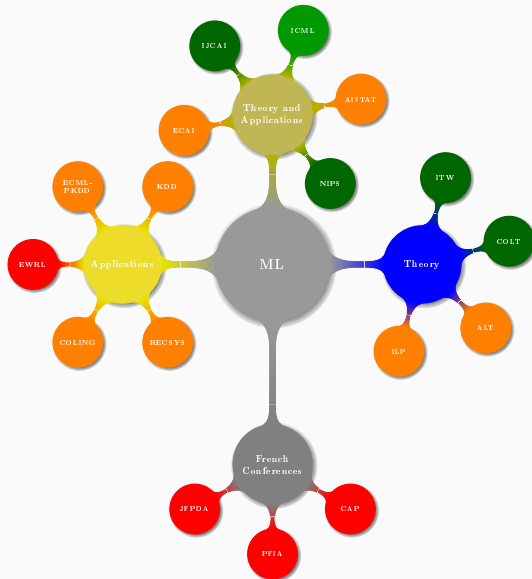 ICML
IJCAI
AISTAT
Theory and
Applications
ECAI
NIPS
ITW
ECML-
PKDD
KDD
COLT
EWRL
Applications
ML
Theory
ALT
COLING
RECSYS
ILP
French
Conferences
JFPDA
CAP
PFIA